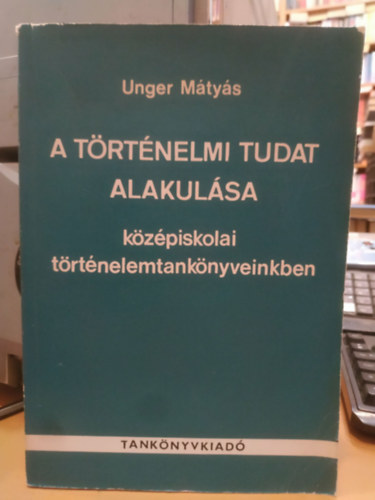 Unger Mátyás
A TÖRTÉNELMI TUDAT
ALAKULÁSA
középiskolai
történelemtankönyveinkben
TANKÖNYVKIADÓ